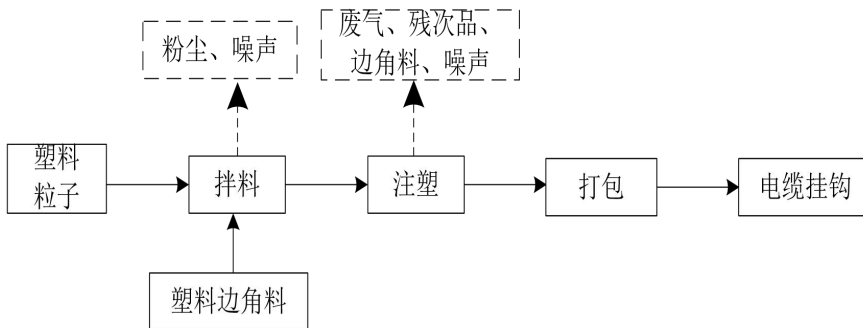 粉尘、噪声
废气、残次品、
边角料、噪声
塑料
粒子
拌料
注塑
打包
电缆挂钩
塑料边角料